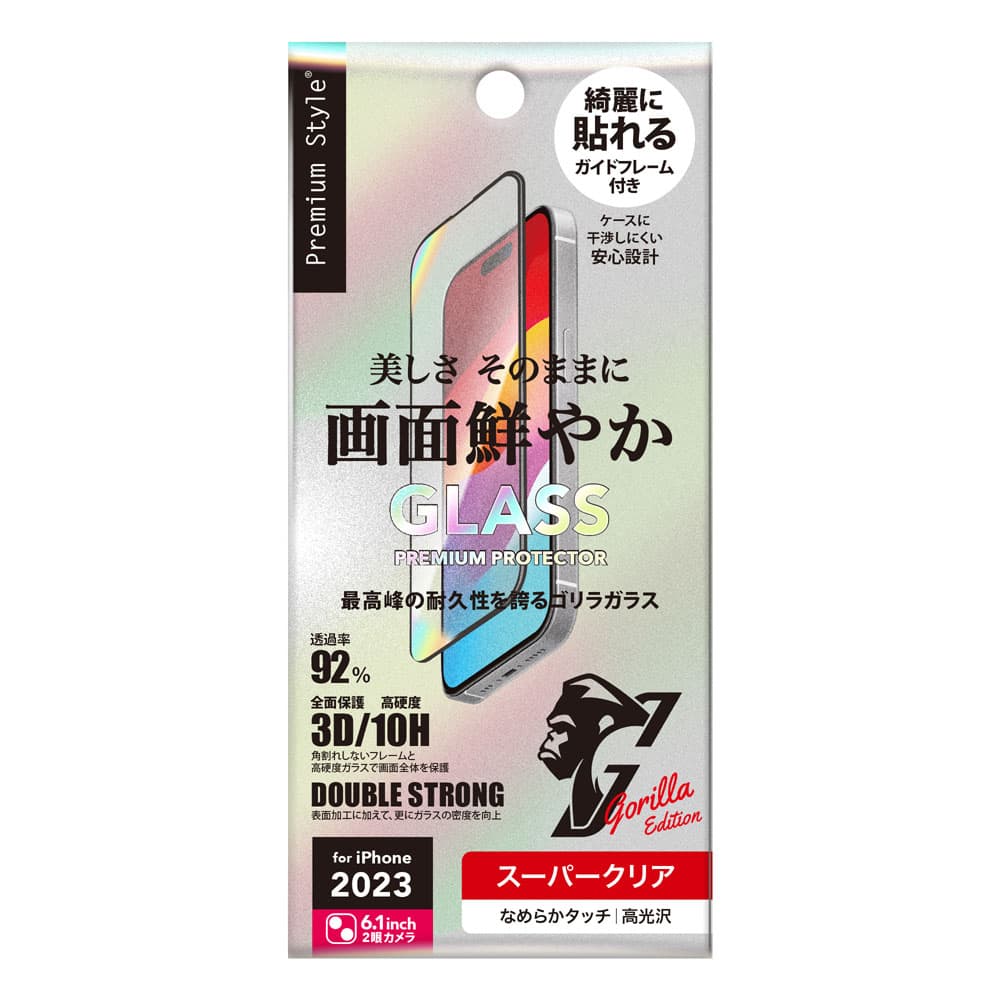 Premium Style®
綺麗に
貼れる
ガイドフレーム
付き
ケースに
干渉しにくい
安心設計
美しさ そのままに
画面鮮やか
GLASS
PREMIUM PROTECTOR
最高峰の耐久性を誇るゴリラガラス
透過率
92%
全面保護 高硬度
3D/10H
角割れしないフレームと
高硬度ガラスで画面全体を保護
DOUBLE STRONG
表面加工に加えて、更にガラスの密度を向上
Gorilla
Edition
for iPhone
2023
6.1inch
2眼カメラ
スーパークリア
なめらかタッチ|高光沢